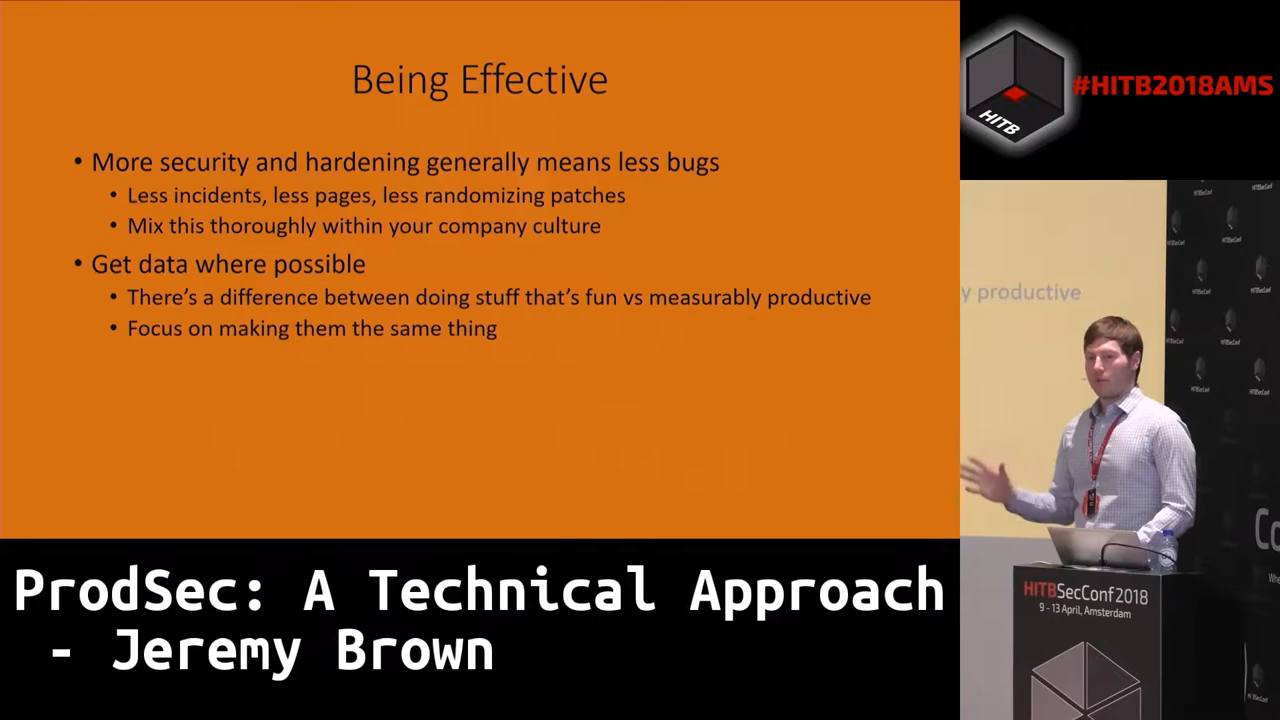 Being Effective
• More security and hardening generally means less bugs
• Less incidents, less pages, less randomizing patches
• Mix this thoroughly within your company culture
• Get data where possible
• There's a difference between doing stuff that's fun vs measurably productive
• Focus on making them the same thing
HITB
#HITB2018AMS
y productive
HITBSecConf2018
9 - 13 April, Amsterdam
ProdSec: A Technical Approach
- Jeremy Brown